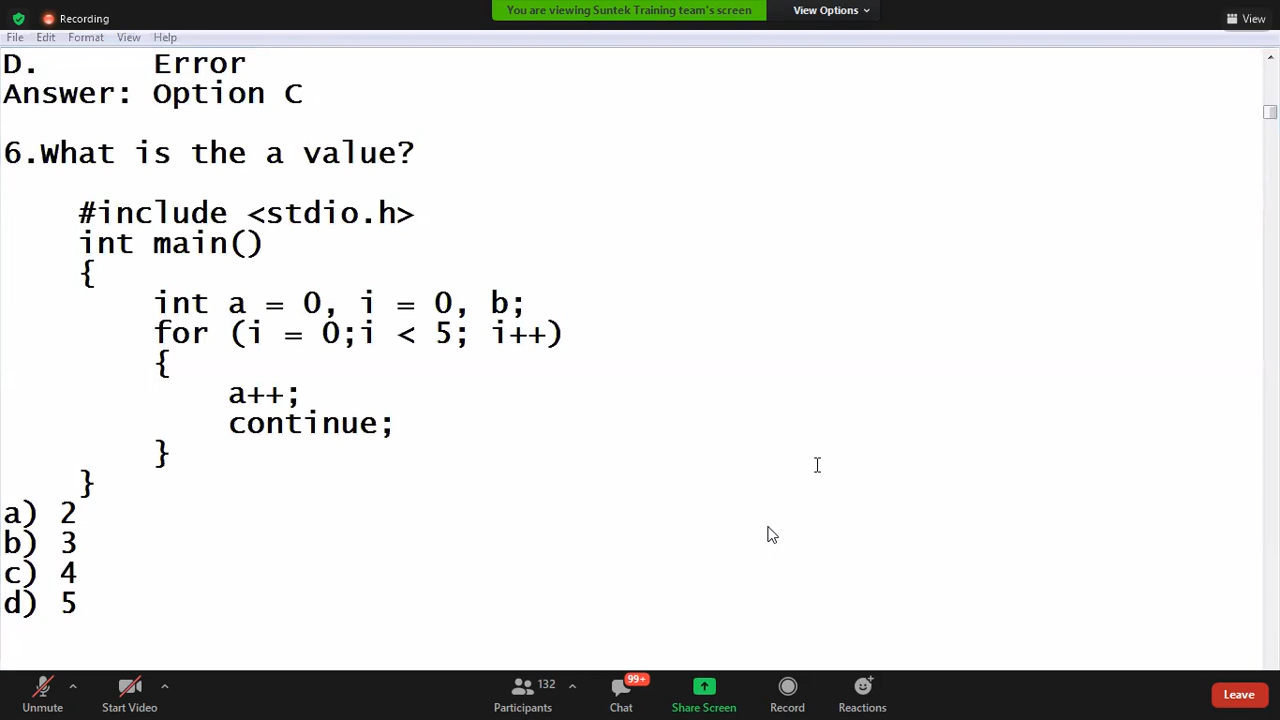 Recording
You are viewing Suntek Training team's screen
View Options
View
File Edit Format View Help
D. Error
Answer: Option C
6.What is the a value?
#include <stdio.h>
int main()
{
int a = 0, i = 0, b;
for (i = 0;i < 5; i++)
{
a++;
continue;
}
}
a) 2
b) 3
c) 4
d) 5
Unmute
Start Video
132
Participants
99+
Chat
Share Screen
Record
Reactions
Leave